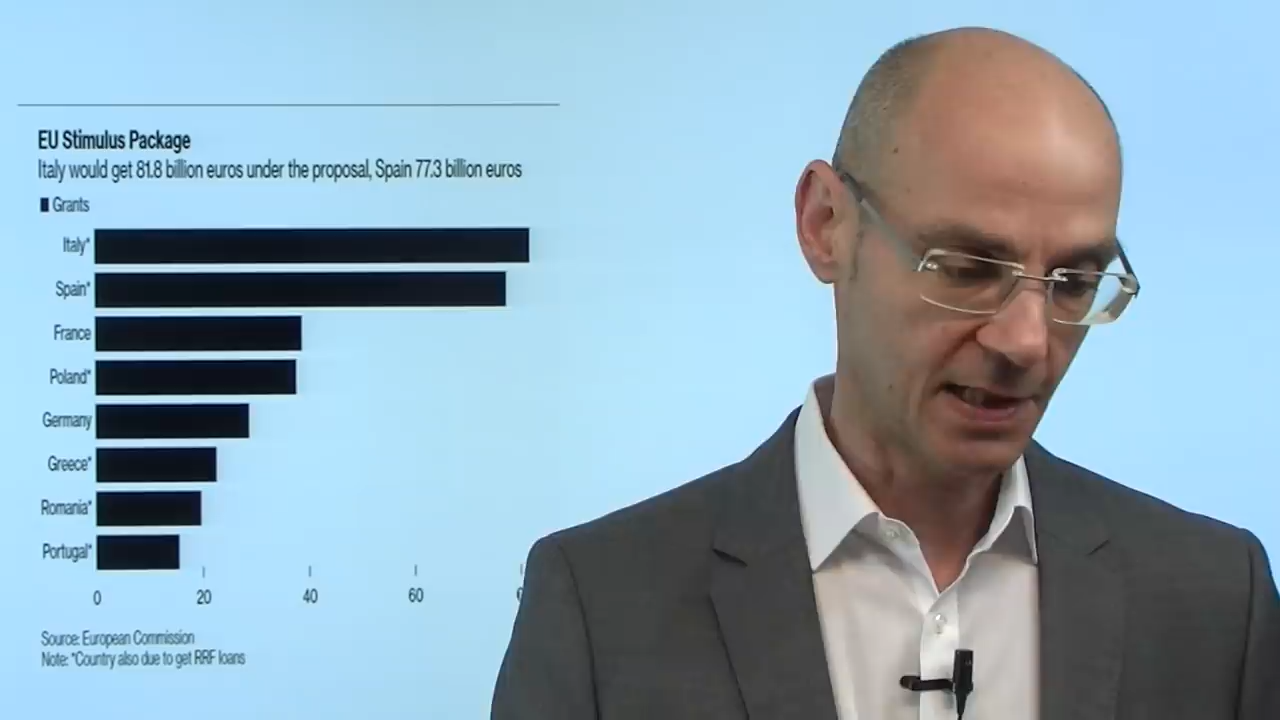 EU Stimulus Package
Italy would get 81.8 billion euros under the proposal, Spain 77.3 billion euros
Grants
Italy*
Spain*
France
Poland*
Germany
Greece*
Romania*
Portugal*
0 20 40 60
Source: European Commission
Note: *Country also due to get RRF loans